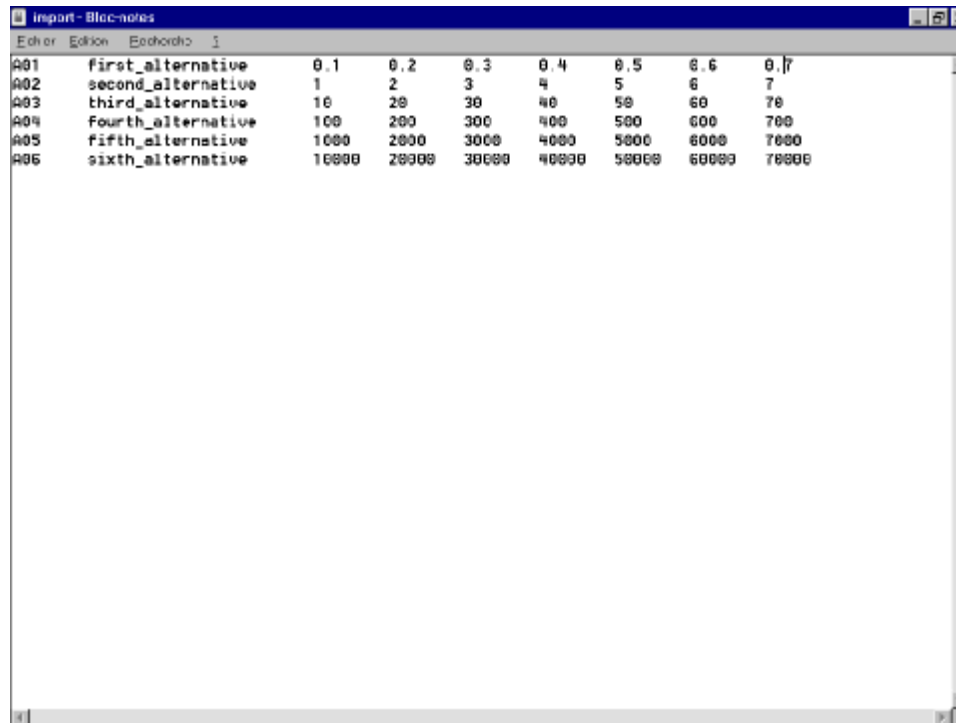 import - Bloc-notes
Fichier Edition Recherche ?
A01 first_alternative 0.1 0.2 0.3 0.4 0.5 0.6 0.7
A02 second_alternative 1 2 3 4 5 6 7
A03 third_alternative 10 20 30 40 50 60 70
A04 fourth_alternative 100 200 300 400 500 600 700
A05 fifth_alternative 1000 2000 3000 4000 5000 6000 7000
A06 sixth_alternative 10000 20000 30000 40000 50000 60000 70000